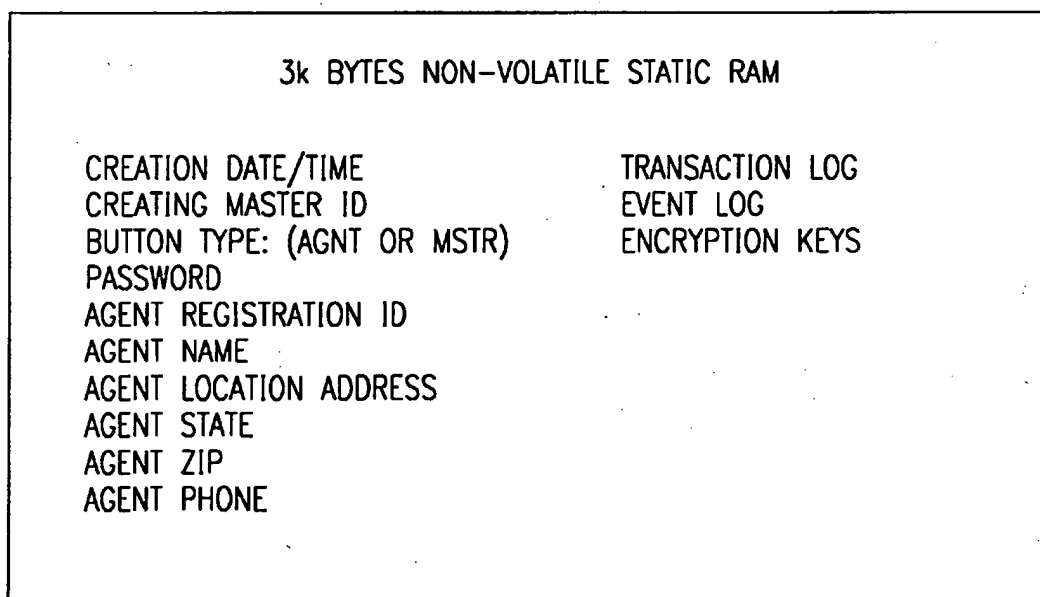 3k BYTES NON-VOLATILE STATIC RAM
CREATION DATE/TIME
CREATING MASTER ID
BUTTON TYPE: (AGNT OR MSTR)
PASSWORD
AGENT REGISTRATION ID
AGENT NAME
AGENT LOCATION ADDRESS
AGENT STATE
AGENT ZIP
AGENT PHONE
TRANSACTION LOG
EVENT LOG
ENCRYPTION KEYS